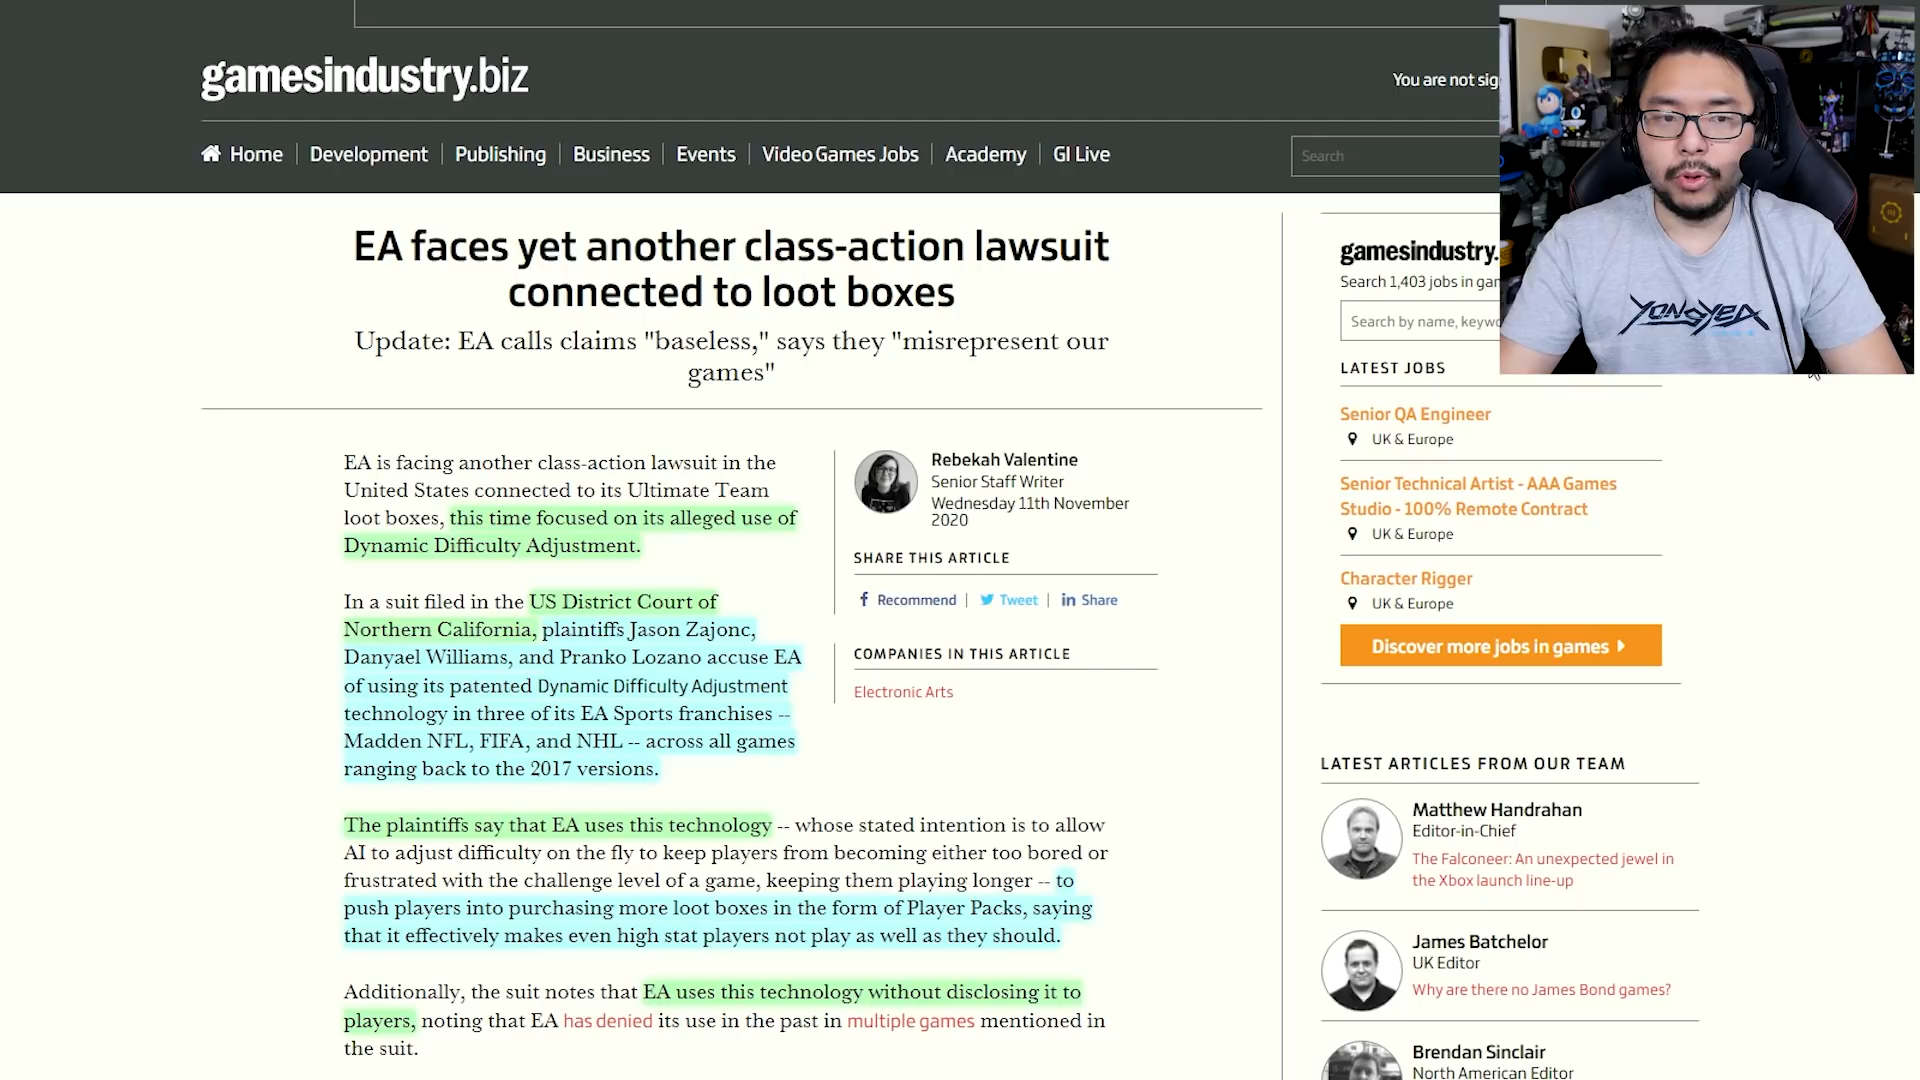 gamesindustry.biz
You are not sig
Home
Development
Publishing
Business
Events
Video Games Jobs
Academy
GI Live
Search
EA faces yet another class-action lawsuit
connected to loot boxes
Update: EA calls claims "baseless," says they "misrepresent our
games"
EA is facing another class-action lawsuit in the
United States connected to its Ultimate Team
loot boxes, this time focused on its alleged use of
Dynamic Difficulty Adjustment.
In a suit filed in the US District Court of
Northern California, plaintiffs Jason Zajonc,
Danyael Williams, and Pranko Lozano accuse EA
of using its patented Dynamic Difficulty Adjustment
technology in three of its EA Sports franchises --
Madden NFL, FIFA, and NHL -- across all games
ranging back to the 2017 versions.
The plaintiffs say that EA uses this technology -- whose stated intention is to allow
AI to adjust difficulty on the fly to keep players from becoming either too bored or
frustrated with the challenge level of a game, keeping them playing longer -- to
push players into purchasing more loot boxes in the form of Player Packs, saying
that it effectively makes even high stat players not play as well as they should.
Additionally, the suit notes that EA uses this technology without disclosing it to
players, noting that EA has denied its use in the past in multiple games mentioned in
the suit.
Rebekah Valentine
Senior Staff Writer
Wednesday 11th November
2020
SHARE THIS ARTICLE
Recommend
Tweet
Share
COMPANIES IN THIS ARTICLE
Electronic Arts
gamesindustry.
Search 1,403 jobs in gam
Search by name, keywo
LATEST JOBS
Senior QA Engineer
UK & Europe
Senior Technical Artist - AAA Games
Studio - 100% Remote Contract
UK & Europe
Character Rigger
UK & Europe
Discover more jobs in games
LATEST ARTICLES FROM OUR TEAM
Matthew Handrahan
Editor-in-Chief
The Falconeer: An unexpected jewel in
the Xbox launch line-up
James Batchelor
UK Editor
Why are there no James Bond games?
Brendan Sinclair
North American Editor
YONGYEA